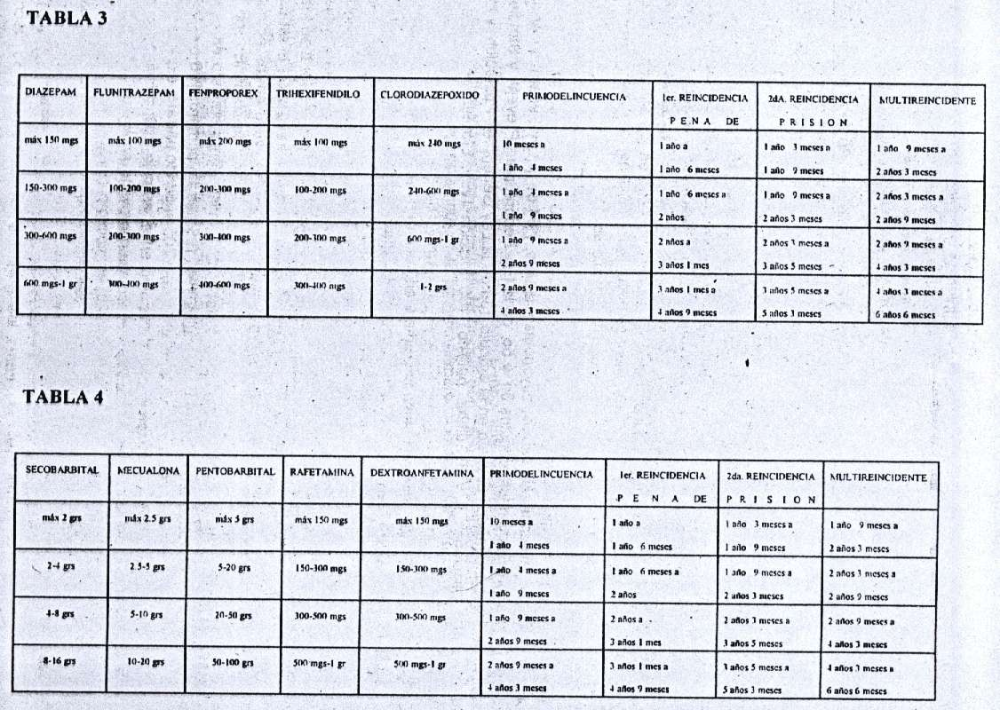 TABLA 3
DIAZEPAM FLUNITRAZEPAM FENPROPOREX TRIHEXIFENIDILO CLORODIAZEPOXIDO PRIMODELINCUENCIA 1er. REINCIDENCIA 2dA. REINCIDENCIA MULTIREINCIDENTE
P E N A DE P R I S I O N
máx 150 mgs máx 100 mgs máx 200 mgs máx 100 mgs máx 240 mgs 10 meses a 1 año a 1 año 3 meses a 1 año 9 meses a
1 año 4 meses 1 año 6 meses 1 año 9 meses 2 años 3 meses
150-300 mgs 100-200 mgs 200-300 mgs 100-200 mgs 240-600 mgs 1 año 4 meses a 1 año 6 meses a 1 año 9 meses a 2 años 3 meses a
1 año 9 meses 2 años 2 años 3 meses 2 años 9 meses
300-600 mgs 200-300 mgs 300-400 mgs 200-300 mgs 600 mgs-1 gr 1 año 9 meses a 2 años a 2 años 3 meses a 2 años 9 meses a
2 años 9 meses 3 años 1 mes 3 años 5 meses 4 años 3 meses
600 mgs-1 gr 300-400 mgs 400-600 mgs 300-400 mgs 1-2 grs 2 años 9 meses a 3 años 1 mes a 3 años 5 meses a 4 años 3 meses a
4 años 3 meses 4 años 9 meses 5 años 3 meses 6 años 6 meses
TABLA 4
SECOBARBITAL MECUALONA PENTOBARBITAL RAFETAMINA DEXTROANFETAMINA PRIMODELINCUENCIA 1er. REINCIDENCIA 2da. REINCIDENCIA MULTIREINCIDENTE
P E N A DE P R I S I O N
máx 2 grs máx 2.5 grs máx 5 grs máx 150 mgs máx 150 mgs 10 meses a 1 año a 1 año 3 meses a 1 año 9 meses a
1 año 4 meses 1 año 6 meses 1 año 9 meses 2 años 3 meses
2-4 grs 2.5-5 grs 5-20 grs 150-300 mgs 150-300 mgs 1 año 4 meses a 1 año 6 meses a 1 año 9 meses a 2 años 3 meses a
1 año 9 meses 2 años 2 años 3 meses 2 años 9 meses
4-8 grs 5-10 grs 20-50 grs 300-500 mgs 300-500 mgs 1 año 9 meses a 2 años a 2 años 3 meses a 2 años 9 meses a
2 años 9 meses 3 años 1 mes 3 años 5 meses 4 años 3 meses
8-16 grs 10-20 grs 50-100 grs 500 mgs-1 gr 500 mgs-1 gr 2 años 9 meses a 3 años 1 mes a 3 años 5 meses a 4 años 3 meses a
4 años 3 meses 4 años 9 meses 5 años 3 meses 6 años 6 meses